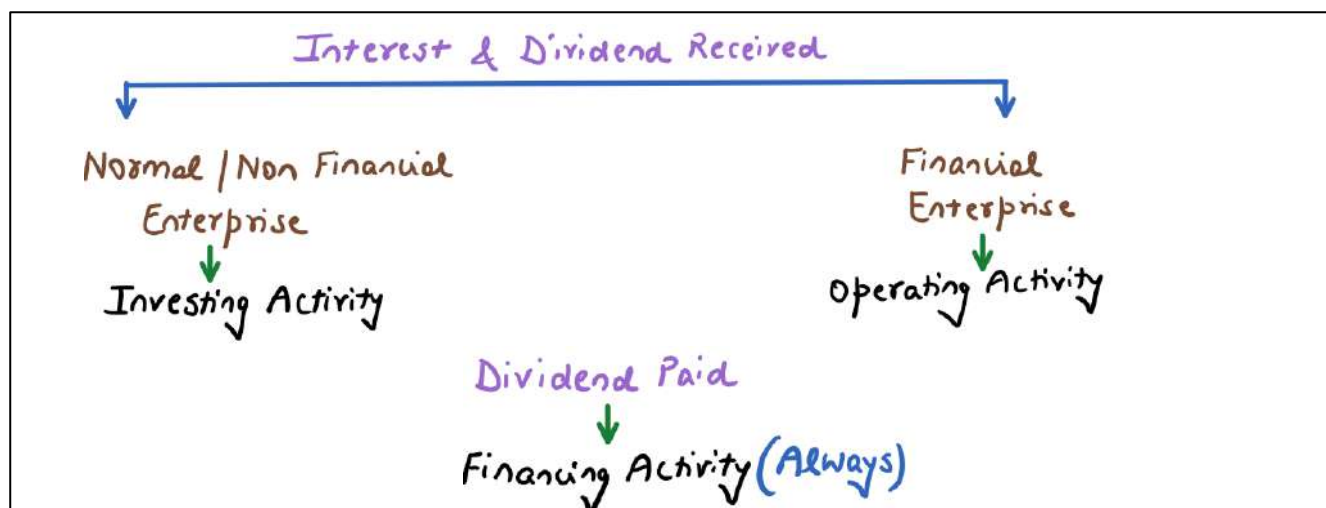 Interest & Dividend Received
Normal / Non Financial
Enterprise
Investing Activity
Financial
Enterprise
Operating Activity
Dividend Paid
Financing Activity (Always)